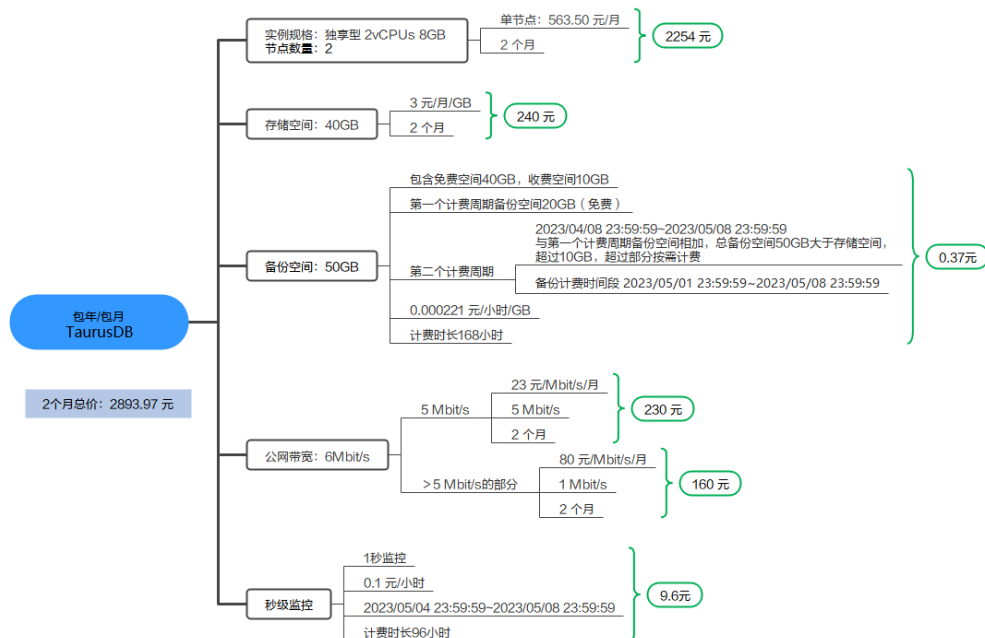 实例规格：独享型 2vCPUs 8GB
节点数量：2
单节点：563.50 元/月
2 个月
2254 元
存储空间：40GB
3 元/月/GB
2 个月
240 元
备份空间：50GB
包含免费空间40GB，收费空间10GB
第一个计费周期备份空间20GB（免费）
第二个计费周期
2023/04/08 23:59:59~2023/05/08 23:59:59
与第一个计费周期备份空间相加，总备份空间50GB大于存储空间，
超过10GB，超过部分按需计费
备份计费时间段 2023/05/01 23:59:59~2023/05/08 23:59:59
0.000221 元/小时/GB
计费时长168小时
0.37元
包年/包月
TaurusDB
2个月总价：2893.97 元
公网带宽：6Mbit/s
5 Mbit/s
23 元/Mbit/s/月
5 Mbit/s
2 个月
230 元
＞5 Mbit/s的部分
80 元/Mbit/s/月
1 Mbit/s
2 个月
160 元
秒级监控
1秒监控
0.1 元/小时
2023/05/04 23:59:59~2023/05/08 23:59:59
计费时长96小时
9.6元